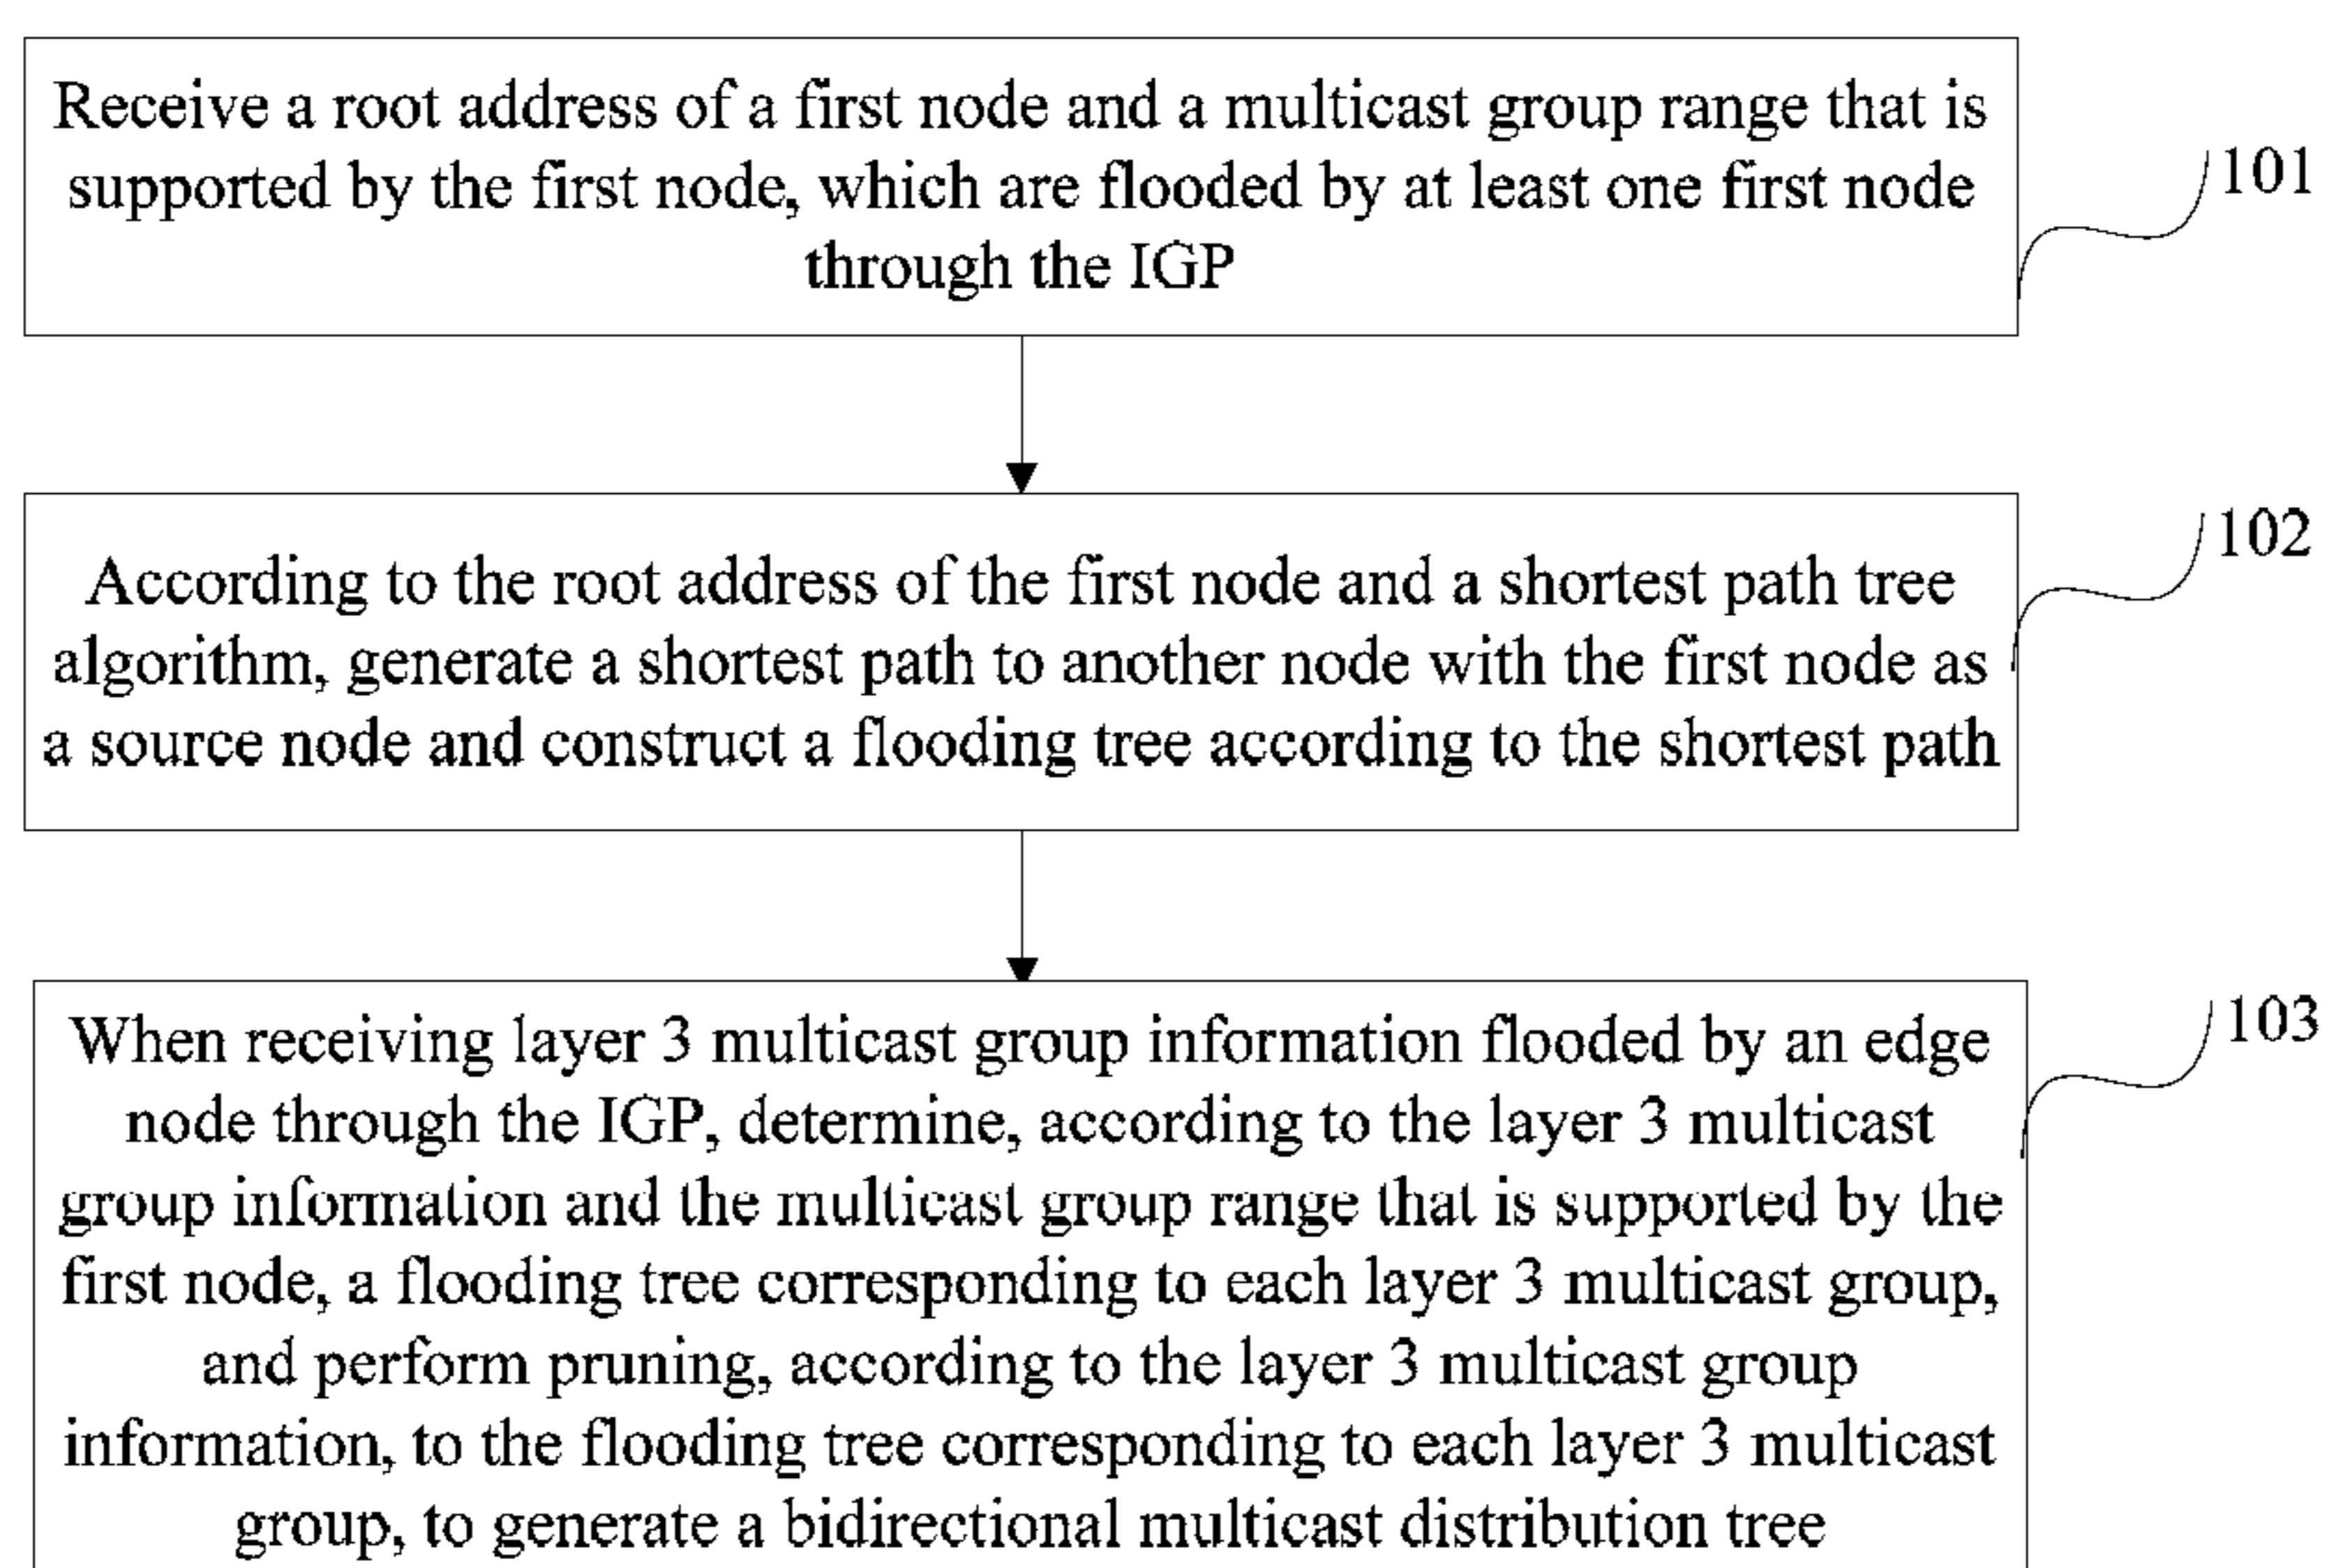 Receive a root address of a first node and a multicast group range that is
supported by the first node, which are flooded by at least one first node
through the IGP
101
According to the root address of the first node and a shortest path tree
algorithm, generate a shortest path to another node with the first node as
a source node and construct a flooding tree according to the shortest path
102
When receiving layer 3 multicast group information flooded by an edge
node through the IGP, determine, according to the layer 3 multicast
group information and the multicast group range that is supported by the
first node, a flooding tree corresponding to each layer 3 multicast group,
and perform pruning, according to the layer 3 multicast group
information, to the flooding tree corresponding to each layer 3 multicast
group, to generate a bidirectional multicast distribution tree
103